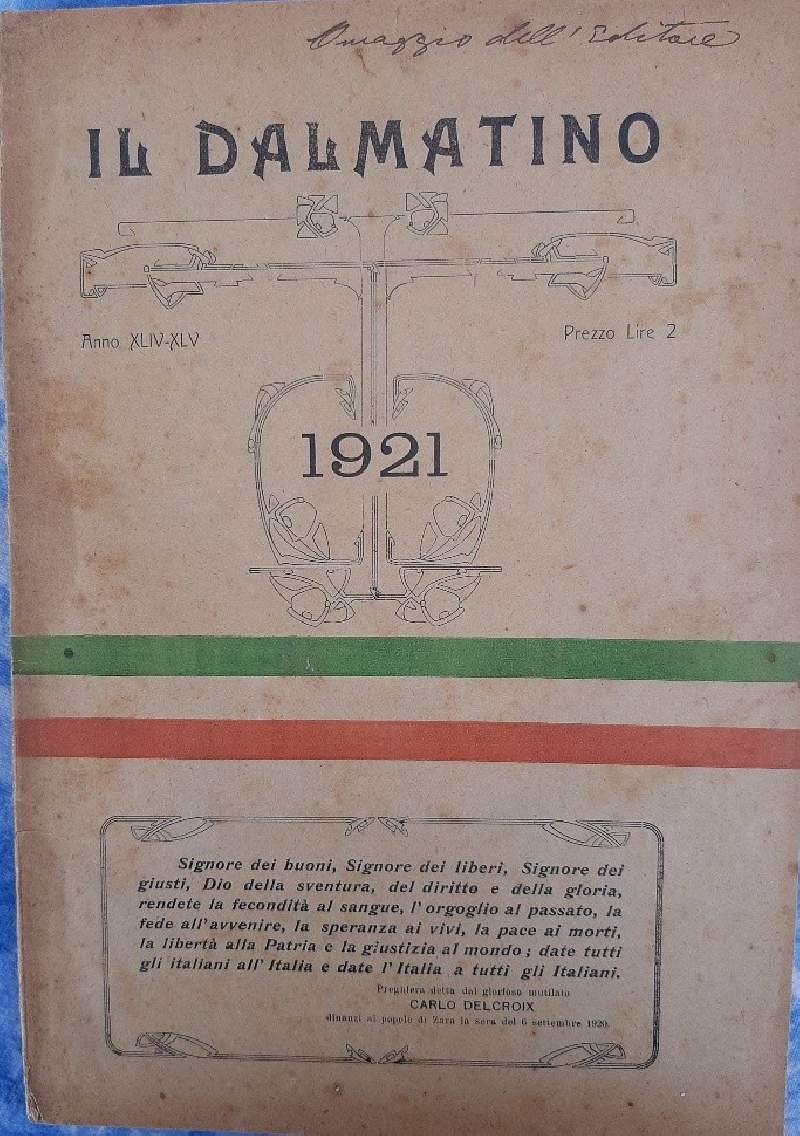 Omaggio dell'Editore
IL DALMATINO
Anno XLIV-XLV
Prezzo Lire 2
1921
Signore dei buoni, Signore dei liberi, Signore dei
giusti, Dio della sventura, del diritto e della gloria,
rendete la fecondità al sangue, l'orgoglio al passato, la
fede all'avvenire, la speranza ai vivi, la pace ai morti,
la libertà alla Patria e la giustizia al mondo; date tutti
gli italiani all'Italia e date l'Italia a tutti gli Italiani.
Preghiera detta dal glorioso mutilato
CARLO DELCROIX
dinanzi al popolo di Zara la sera del 6 settembre 1920.